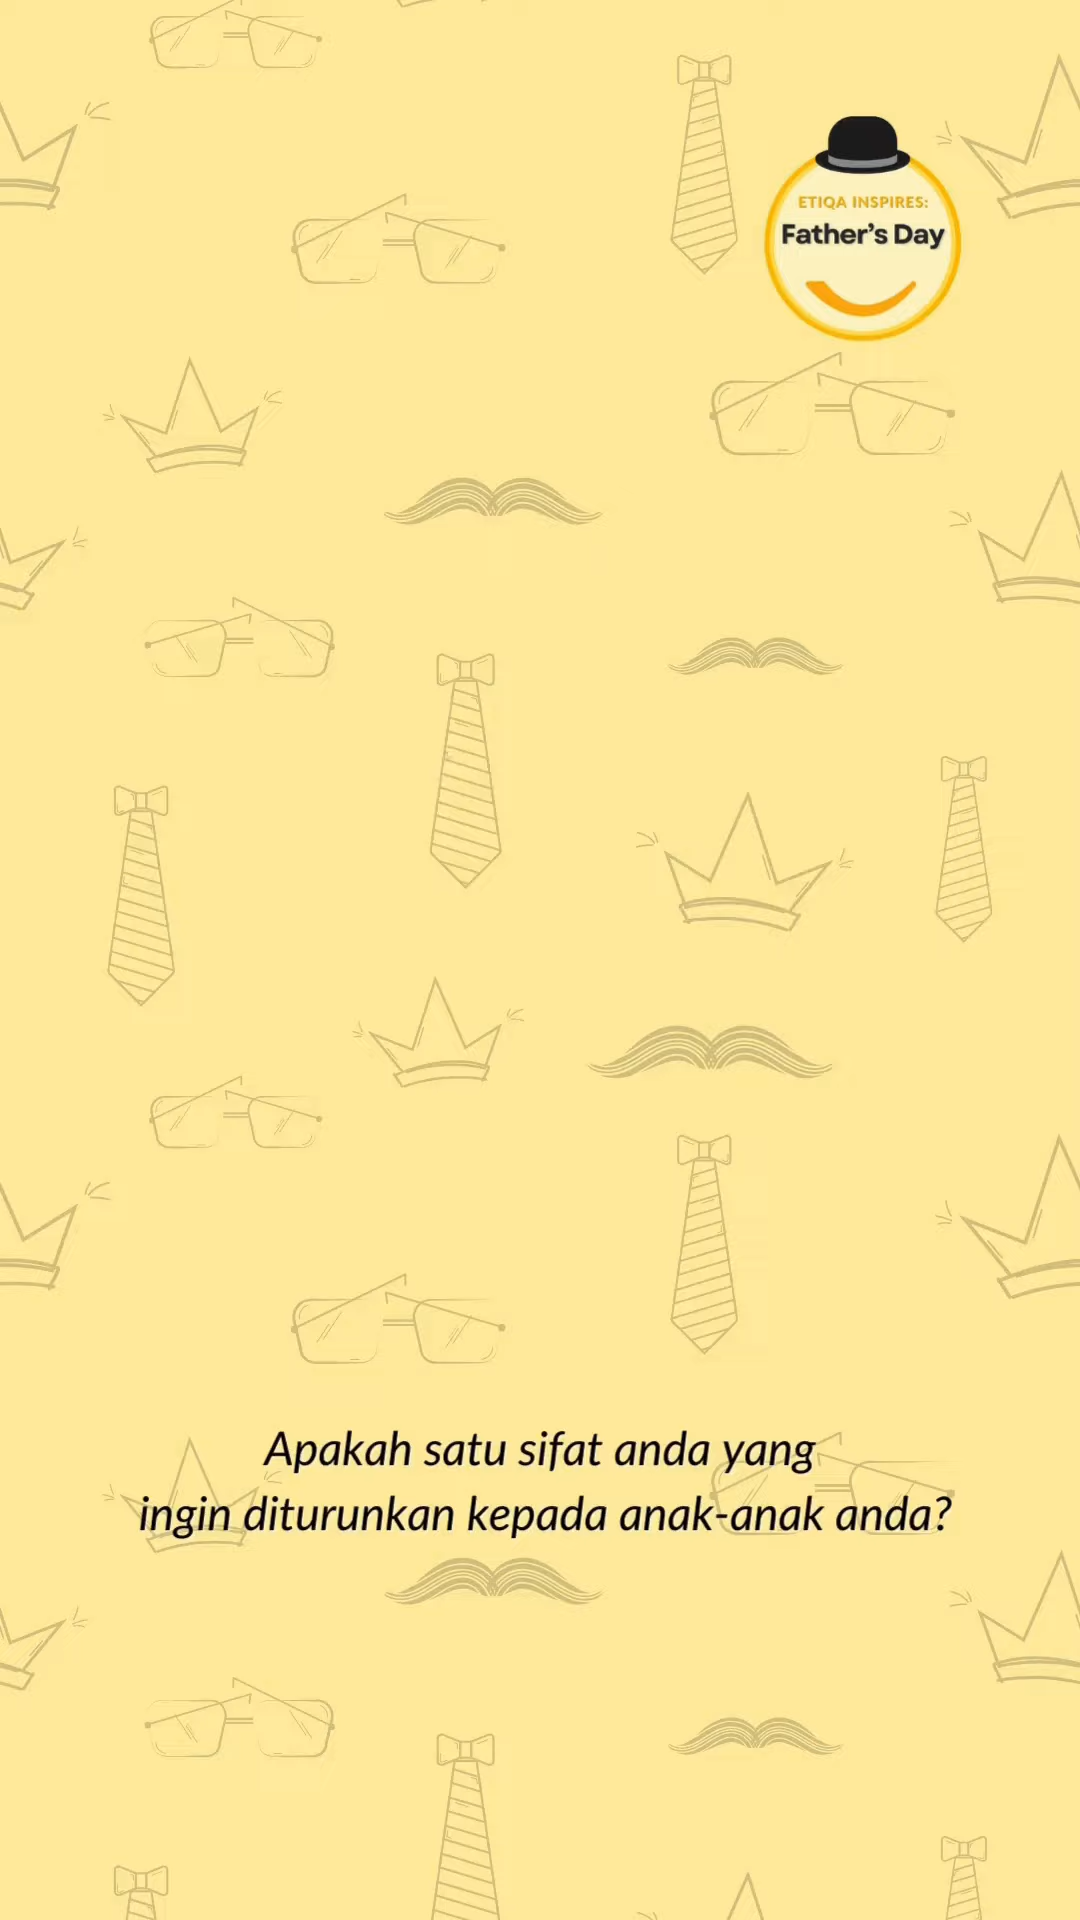 ETIQA INSPIRES:
Father's Day
Apakah satu sifat anda yang
ingin diturunkan kepada anak-anak anda?